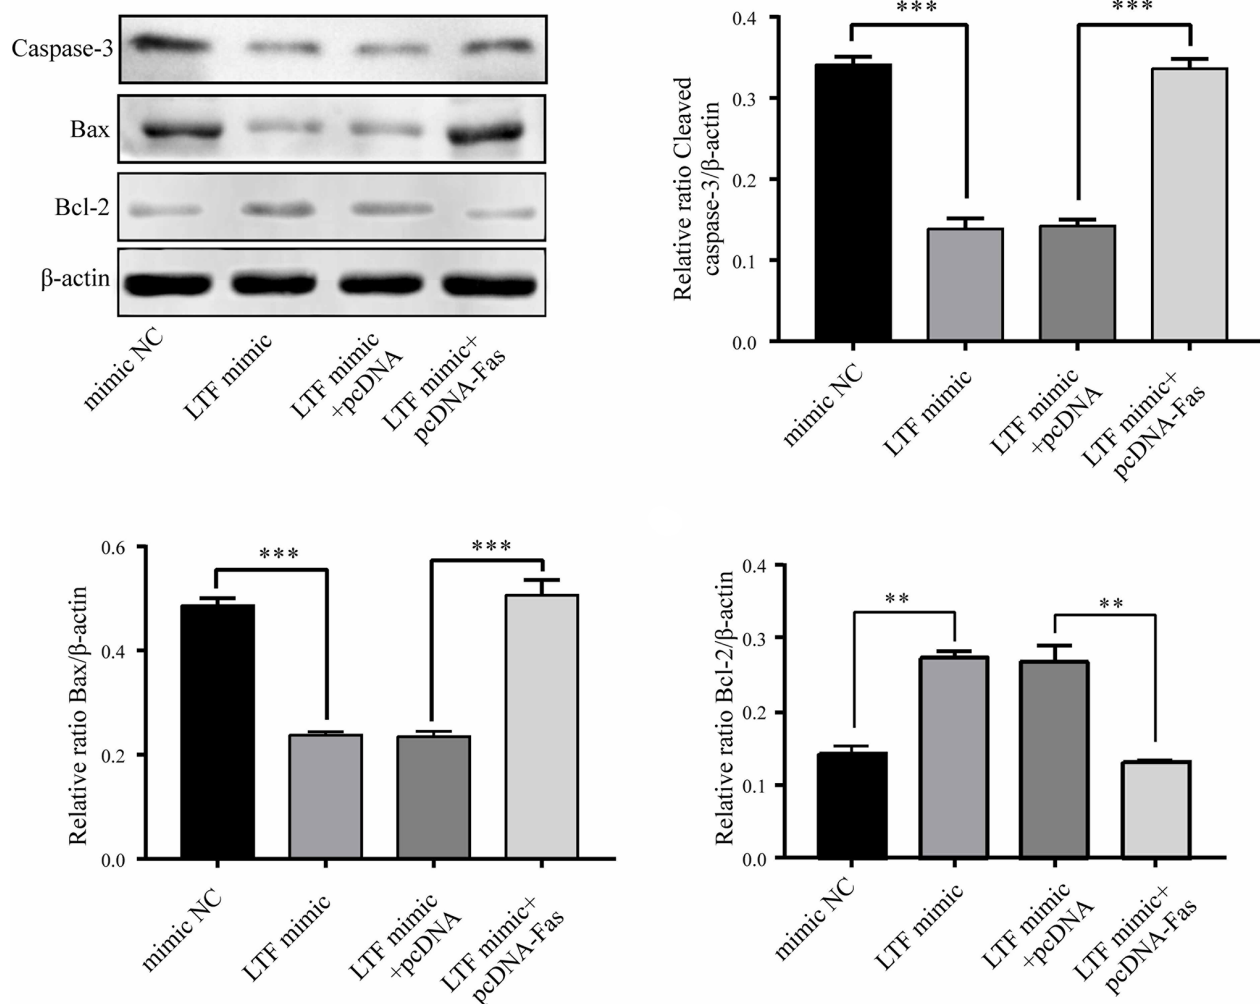 Caspase-3
Bax
Bcl-2
β-actin
mimic NC
LTF mimic
LTF mimic
+pcDNA
LTF mimic+
pcDNA-Fas
Relative ratio Cleaved
caspase-3/β-actin
0.4
0.3
0.2
0.1
0.0
***
***
mimic NC
LTF mimic
LTF mimic
+pcDNA
LTF mimic+
pcDNA-Fas
Relative ratio Bax/β-actin
0.6
0.4
0.2
0.0
***
***
mimic NC
LTF mimic
LTF mimic
+pcDNA
LTF mimic+
pcDNA-Fas
Relative ratio Bcl-2/β-actin
0.4
0.3
0.2
0.1
0.0
**
**
mimic NC
LTF mimic
LTF mimic
+pcDNA
LTF mimic+
pcDNA-Fas